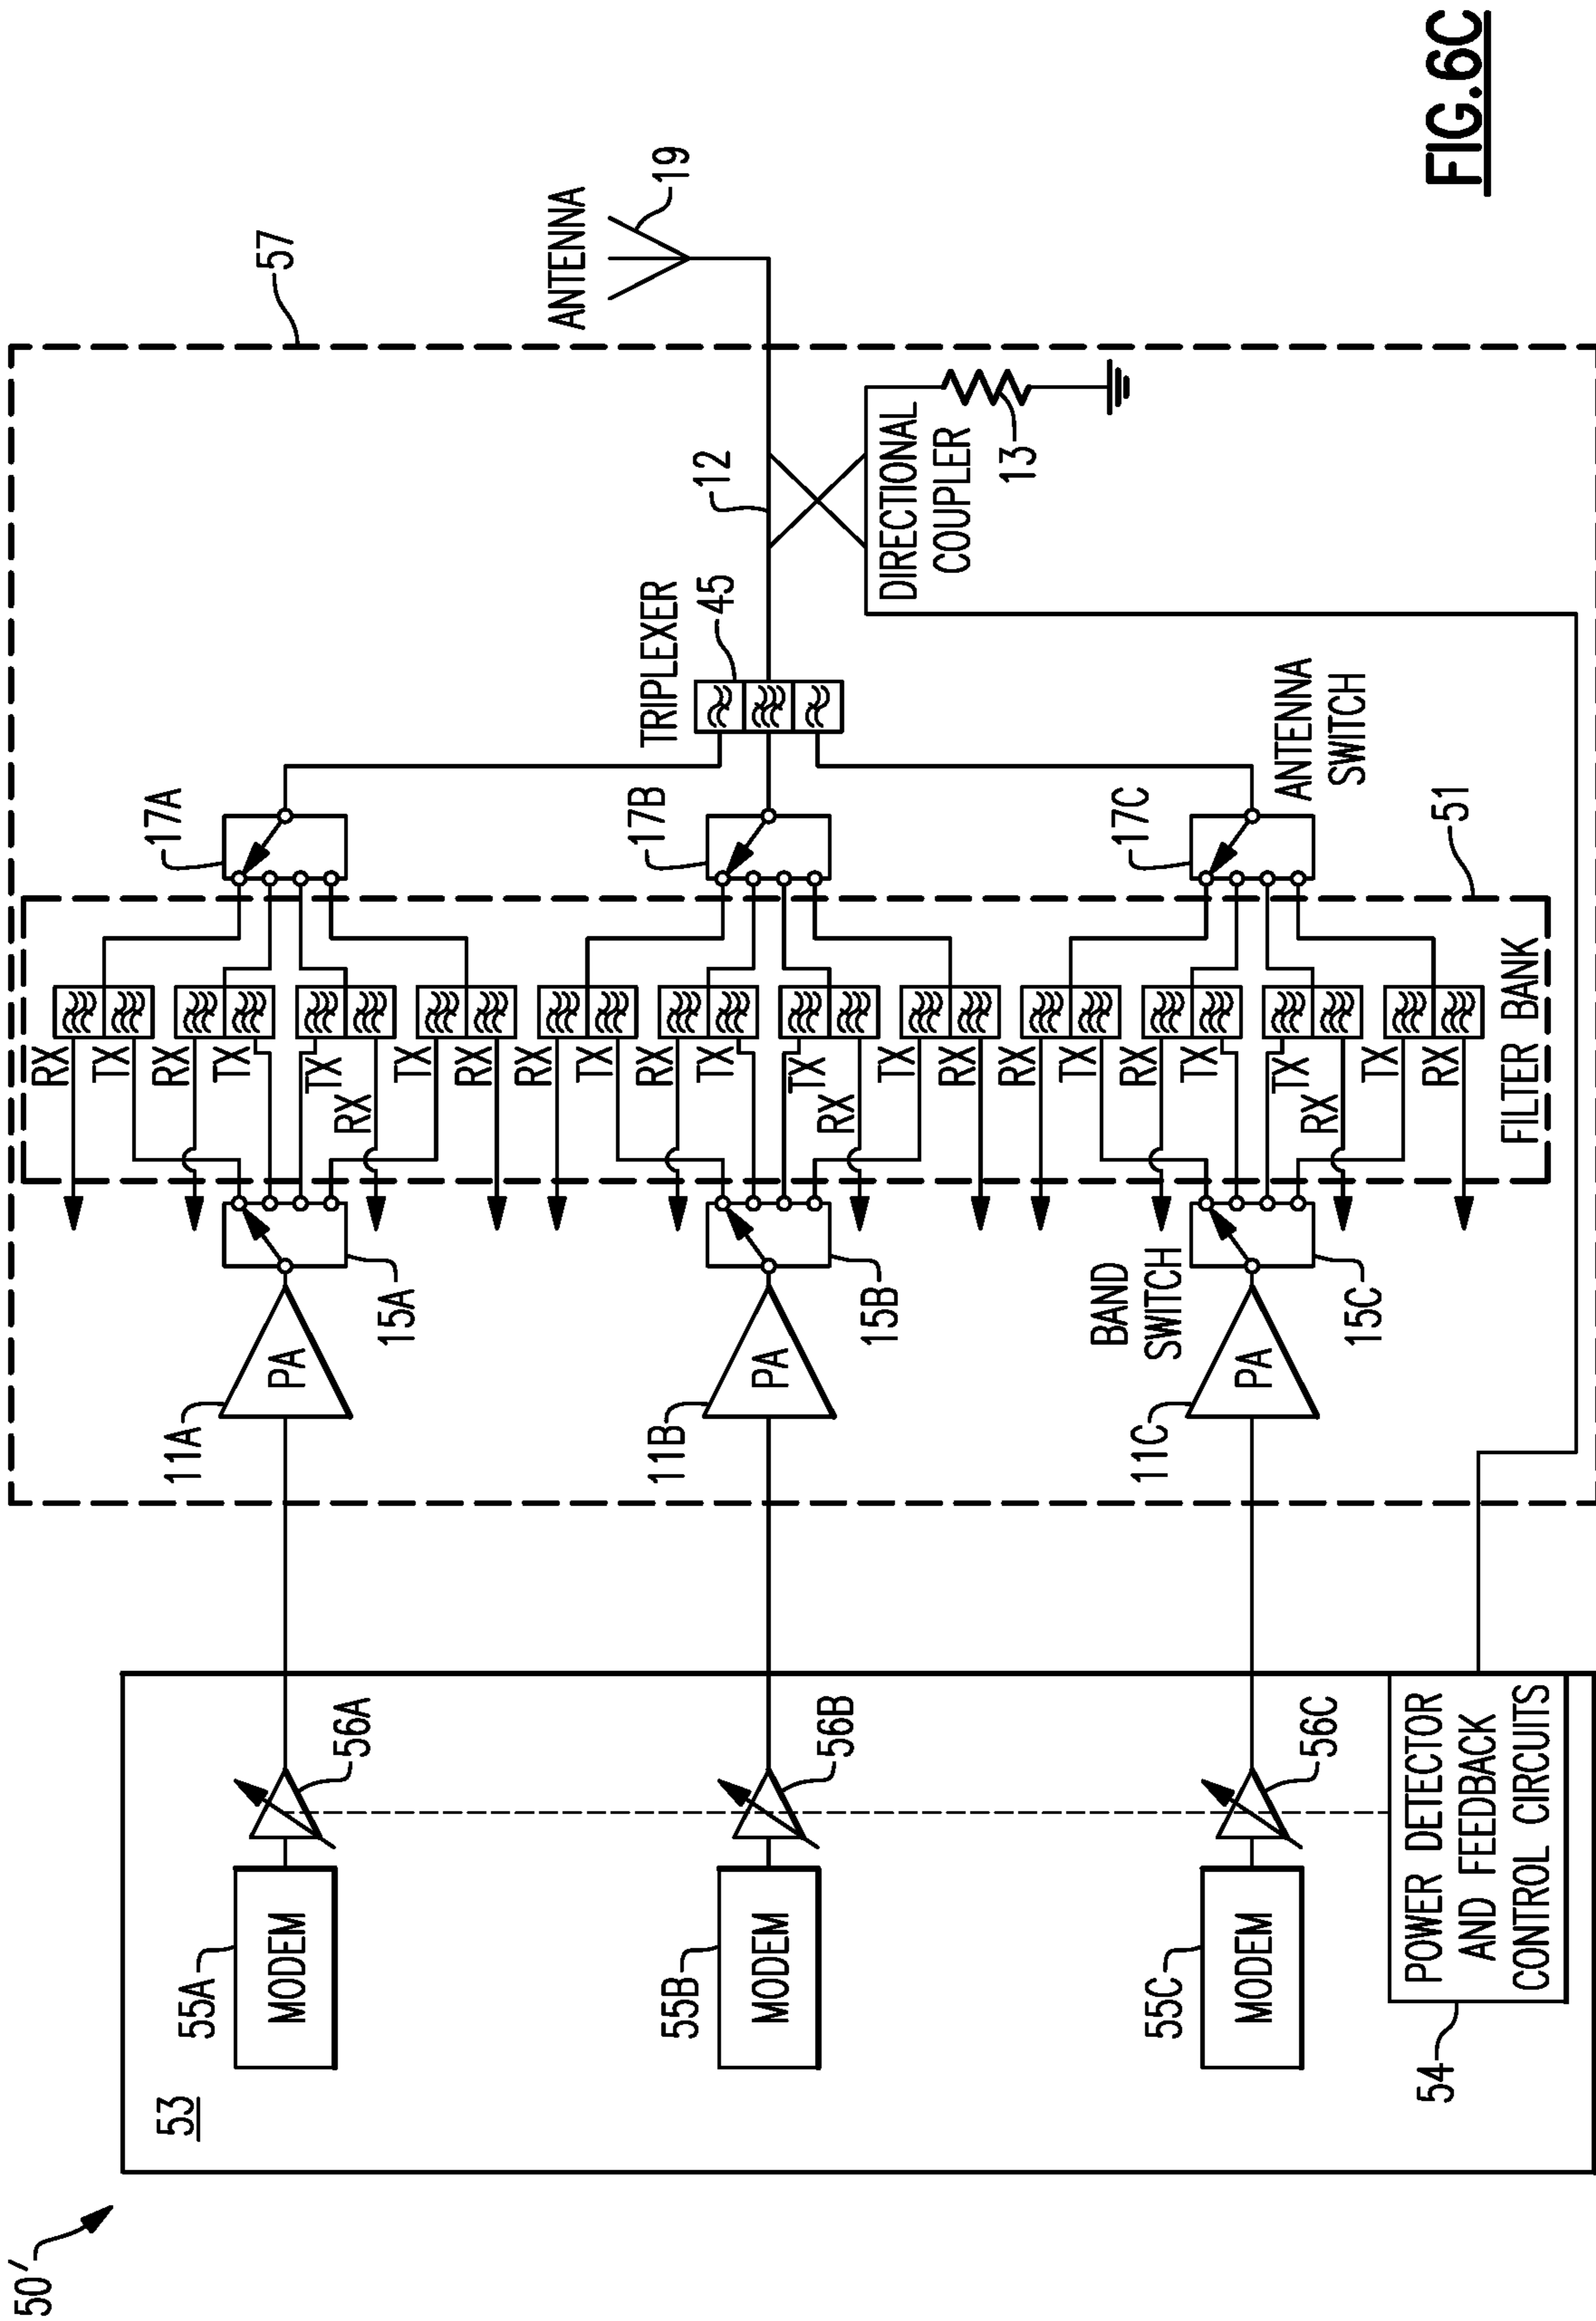 50′
53
55A
MODEM
56A
55B
MODEM
56B
55C
MODEM
56C
54
POWER DETECTOR
AND FEEDBACK
CONTROL CIRCUITS
57
11A
PA
15A
11B
PA
15B
11C
PA
BAND
SWITCH
15C
RX
TX
RX
TX
TX
RX
TX
RX
RX
TX
RX
TX
TX
RX
TX
RX
RX
TX
RX
TX
TX
RX
TX
RX
FILTER BANK
51
17A
17B
17C
ANTENNA
SWITCH
TRIPLEXER
45
12
DIRECTIONAL
COUPLER
13
ANTENNA
19
FIG.6C